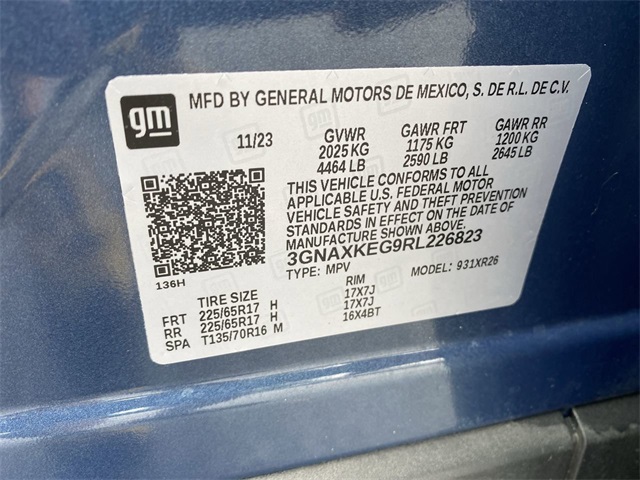 gm
MFD BY GENERAL MOTORS DE MEXICO, S. DE R.L. DE C.V.
11/23 GVWR GAWR FRT GAWR RR
2025 KG 1175 KG 1200 KG
4464 LB 2590 LB 2645 LB
THIS VEHICLE CONFORMS TO ALL
APPLICABLE U.S. FEDERAL MOTOR
VEHICLE SAFETY AND THEFT PREVENTION
STANDARDS IN EFFECT ON THE DATE OF
MANUFACTURE SHOWN ABOVE.
3GNAXKEG9RL226823
136H TYPE: MPV MODEL: 931XR26
TIRE SIZE RIM
FRT 225/65R17 H 17X7J
RR 225/65R17 H 17X7J
SPA T135/70R16 M 16X4BT